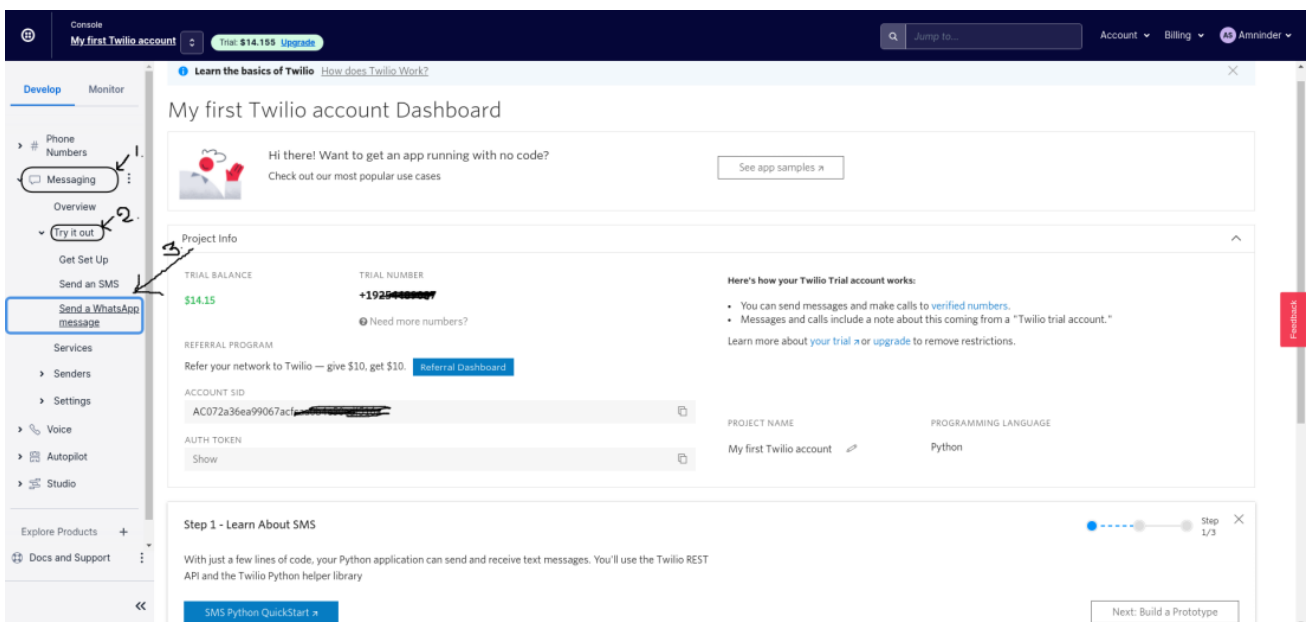 Console
My first Twilio account
Trial: $14.155 Upgrade
Jump to...
Account
Billing
AS Amninder
Develop Monitor
Learn the basics of Twilio How does Twilio Work?
My first Twilio account Dashboard
Phone
Numbers
1.
Messaging
Overview
2.
Try it out
3.
Get Set Up
Send an SMS
Send a WhatsApp
message
Services
Senders
Settings
Voice
Autopilot
Studio
Explore Products +
Docs and Support
Hi there! Want to get an app running with no code?
Check out our most popular use cases
See app samples
Project Info
TRIAL BALANCE
$14.15
TRIAL NUMBER
+192
Need more numbers?
REFERRAL PROGRAM
Refer your network to Twilio — give $10, get $10. Referral Dashboard
ACCOUNT SID
AC072a36ea99067acf
AUTH TOKEN
Show
Here's how your Twilio Trial account works:
• You can send messages and make calls to verified numbers.
• Messages and calls include a note about this coming from a "Twilio trial account."
Learn more about your trial or upgrade to remove restrictions.
PROJECT NAME
My first Twilio account
PROGRAMMING LANGUAGE
Python
Feedback
Step 1 - Learn About SMS
Step
1/3
With just a few lines of code, your Python application can send and receive text messages. You'll use the Twilio REST
API and the Twilio Python helper library
SMS Python QuickStart
Next: Build a Prototype